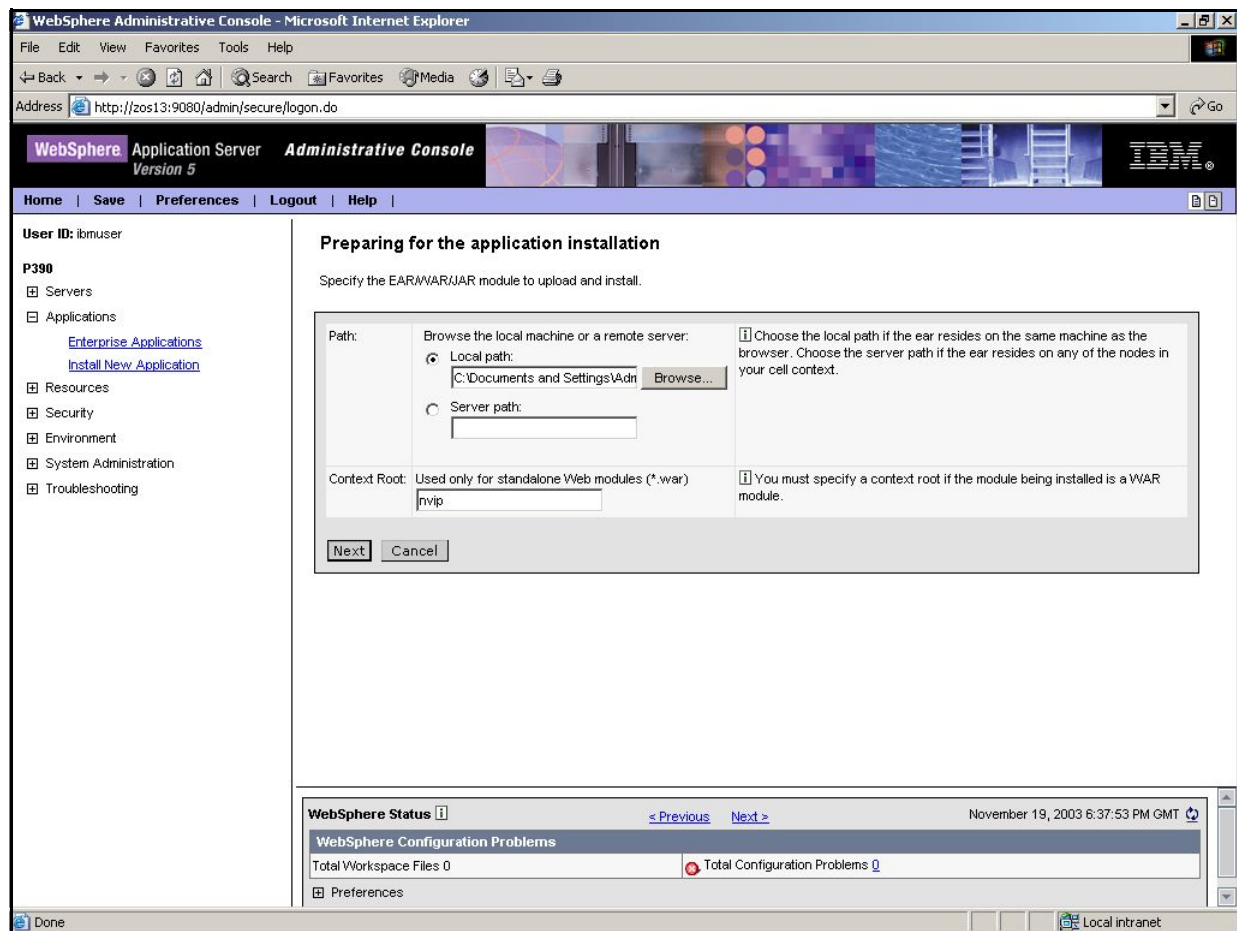 WebSphere Administrative Console - Microsoft Internet Explorer
File Edit View Favorites Tools Help
Back Search Favorites Media
Address http://zos13:9080/admin/secure/logon.do Go
WebSphere Application Server Administrative Console
Version 5
IBM®
Home | Save | Preferences | Logout | Help |
User ID: ibmuser
P390
Servers
Applications
Enterprise Applications
Install New Application
Resources
Security
Environment
System Administration
Troubleshooting
Preparing for the application installation
Specify the EAR/WAR/JAR module to upload and install.
Path:
Browse the local machine or a remote server:
Local path:
C:\Documents and Settings\Adm Browse...
Server path:
i Choose the local path if the ear resides on the same machine as the
browser. Choose the server path if the ear resides on any of the nodes in
your cell context.
Context Root:
Used only for standalone Web modules (*.war)
nvip
i You must specify a context root if the module being installed is a WAR
module.
Next Cancel
WebSphere Status i < Previous Next > November 19, 2003 6:37:53 PM GMT
WebSphere Configuration Problems
Total Workspace Files 0 Total Configuration Problems 0
Preferences
Done Local intranet